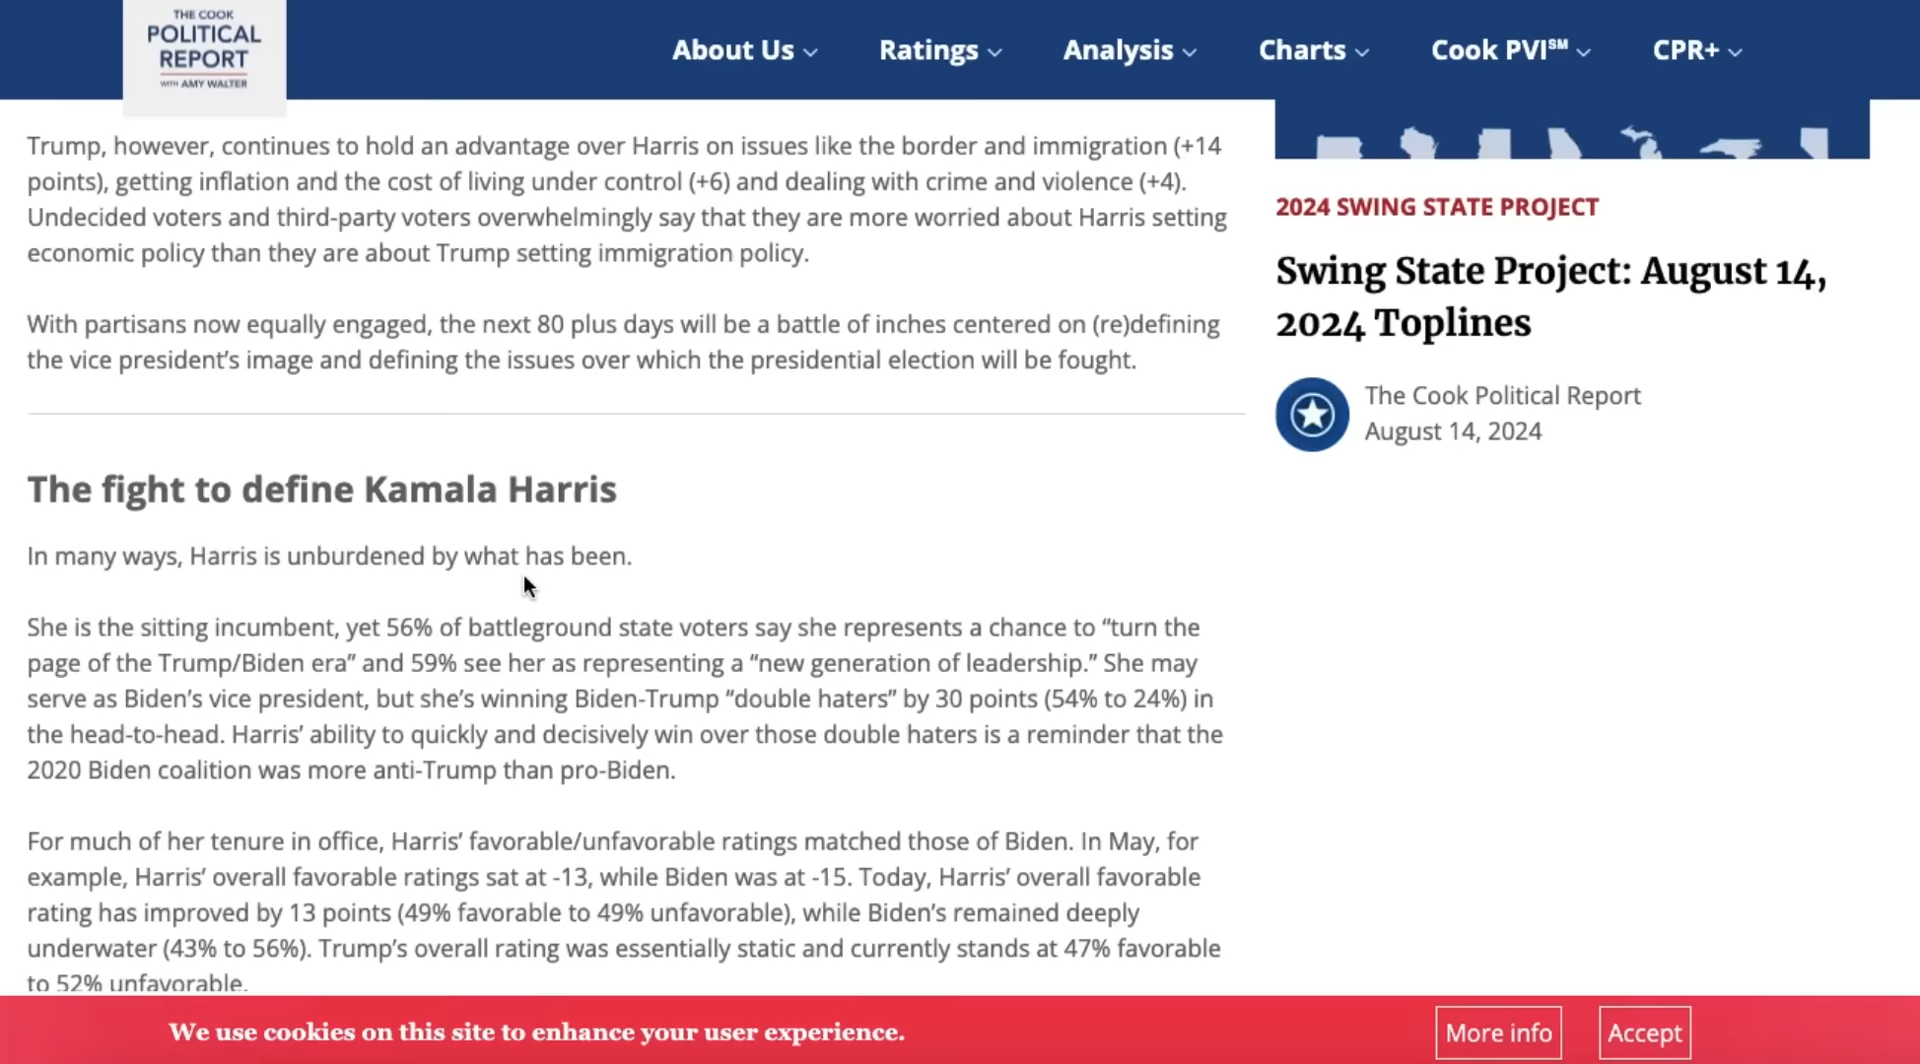 THE COOK
POLITICAL
REPORT
WITH AMY WALTER
About Us
Ratings
Analysis
Charts
Cook PVI℠
CPR+
Trump, however, continues to hold an advantage over Harris on issues like the border and immigration (+14
points), getting inflation and the cost of living under control (+6) and dealing with crime and violence (+4).
Undecided voters and third-party voters overwhelmingly say that they are more worried about Harris setting
economic policy than they are about Trump setting immigration policy.
With partisans now equally engaged, the next 80 plus days will be a battle of inches centered on (re)defining
the vice president’s image and defining the issues over which the presidential election will be fought.
The fight to define Kamala Harris
In many ways, Harris is unburdened by what has been.
She is the sitting incumbent, yet 56% of battleground state voters say she represents a chance to “turn the
page of the Trump/Biden era” and 59% see her as representing a “new generation of leadership.” She may
serve as Biden’s vice president, but she’s winning Biden-Trump “double haters” by 30 points (54% to 24%) in
the head-to-head. Harris’ ability to quickly and decisively win over those double haters is a reminder that the
2020 Biden coalition was more anti-Trump than pro-Biden.
For much of her tenure in office, Harris’ favorable/unfavorable ratings matched those of Biden. In May, for
example, Harris’ overall favorable ratings sat at -13, while Biden was at -15. Today, Harris’ overall favorable
rating has improved by 13 points (49% favorable to 49% unfavorable), while Biden’s remained deeply
underwater (43% to 56%). Trump’s overall rating was essentially static and currently stands at 47% favorable
to 52% unfavorable.
2024 SWING STATE PROJECT
Swing State Project: August 14,
2024 Toplines
The Cook Political Report
August 14, 2024
We use cookies on this site to enhance your user experience.
More info
Accept